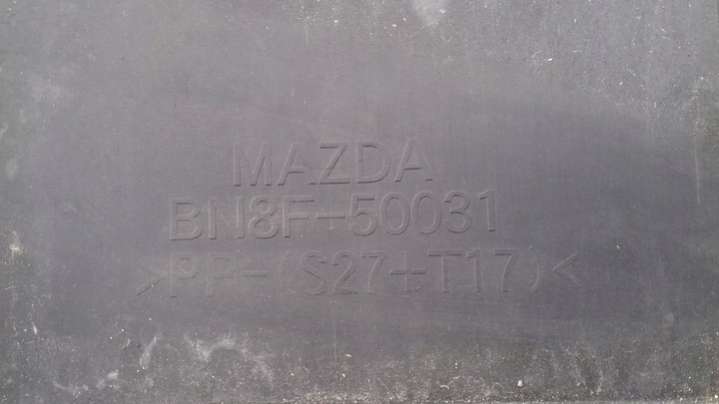 MAZDA
BN8F-50031
>PP-(S27+T17)<